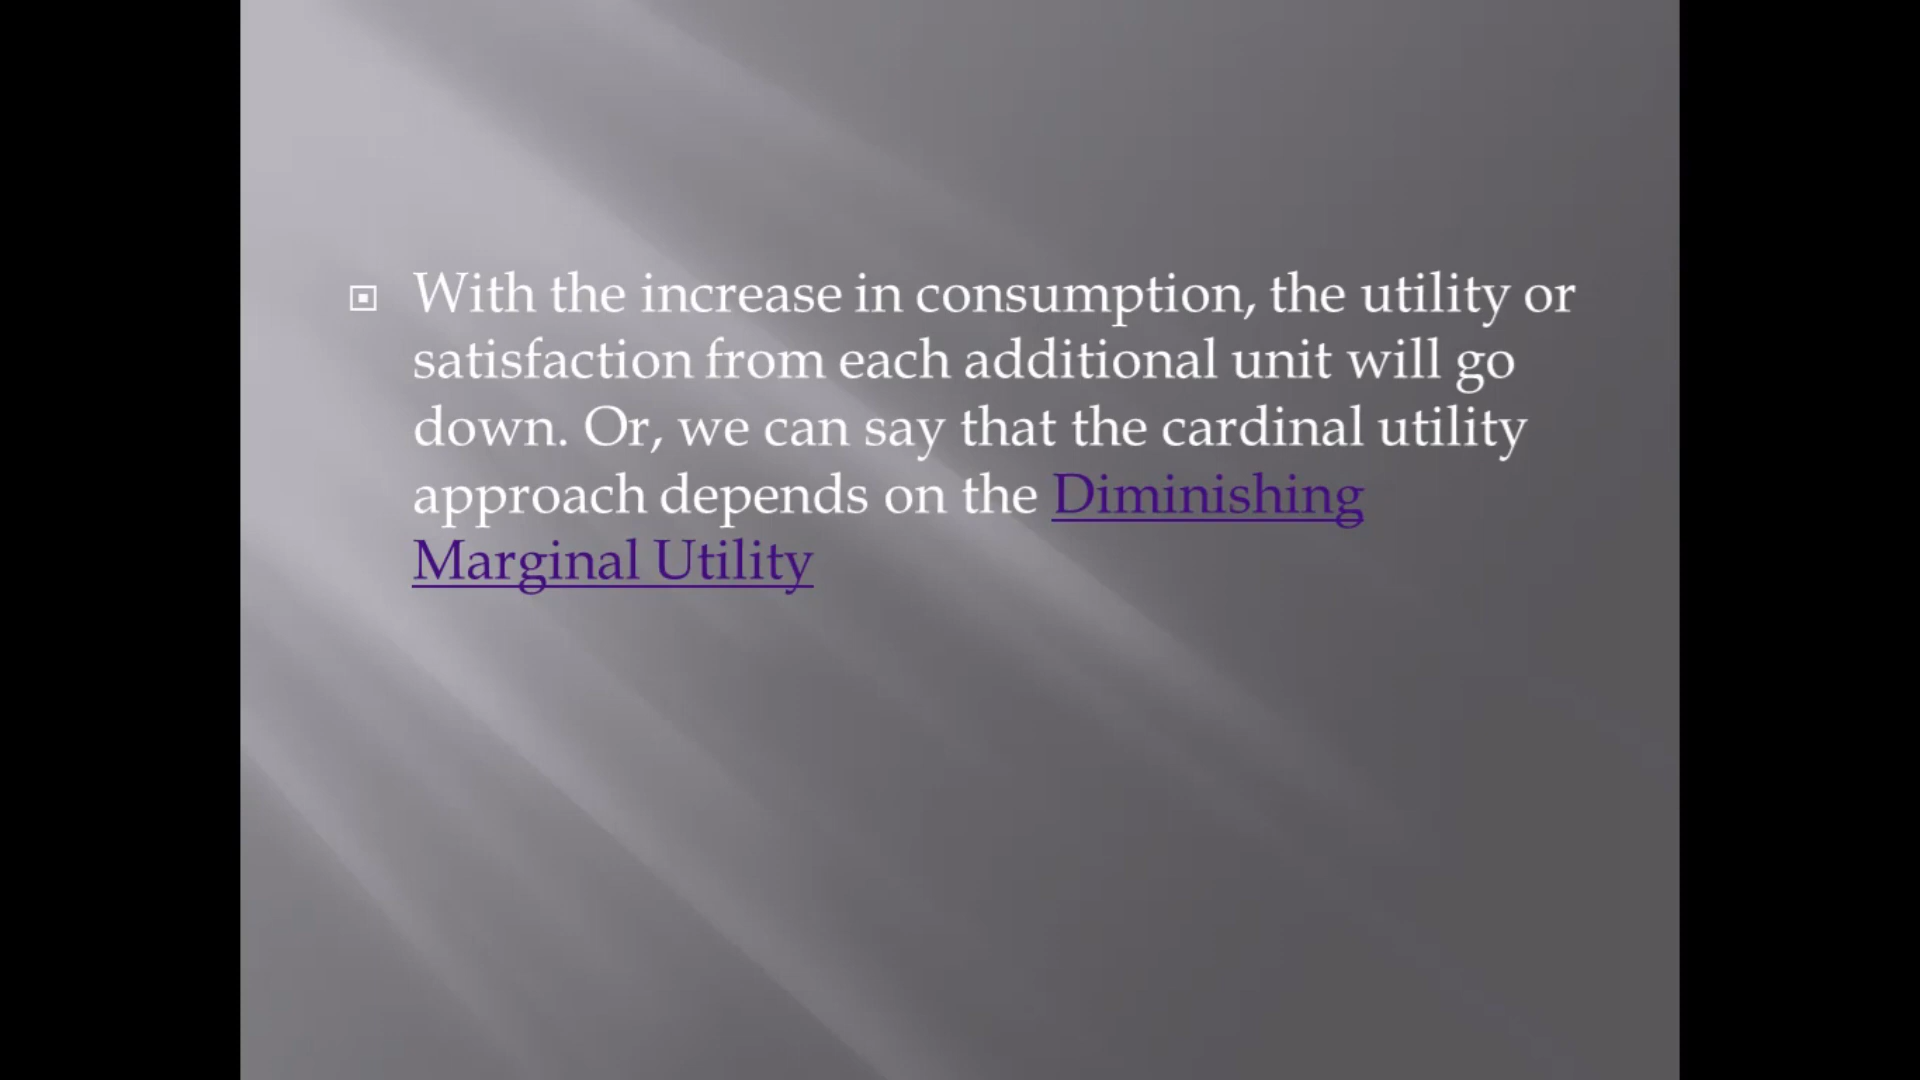 With the increase in consumption, the utility or
satisfaction from each additional unit will go
down. Or, we can say that the cardinal utility
approach depends on the Diminishing
Marginal Utility